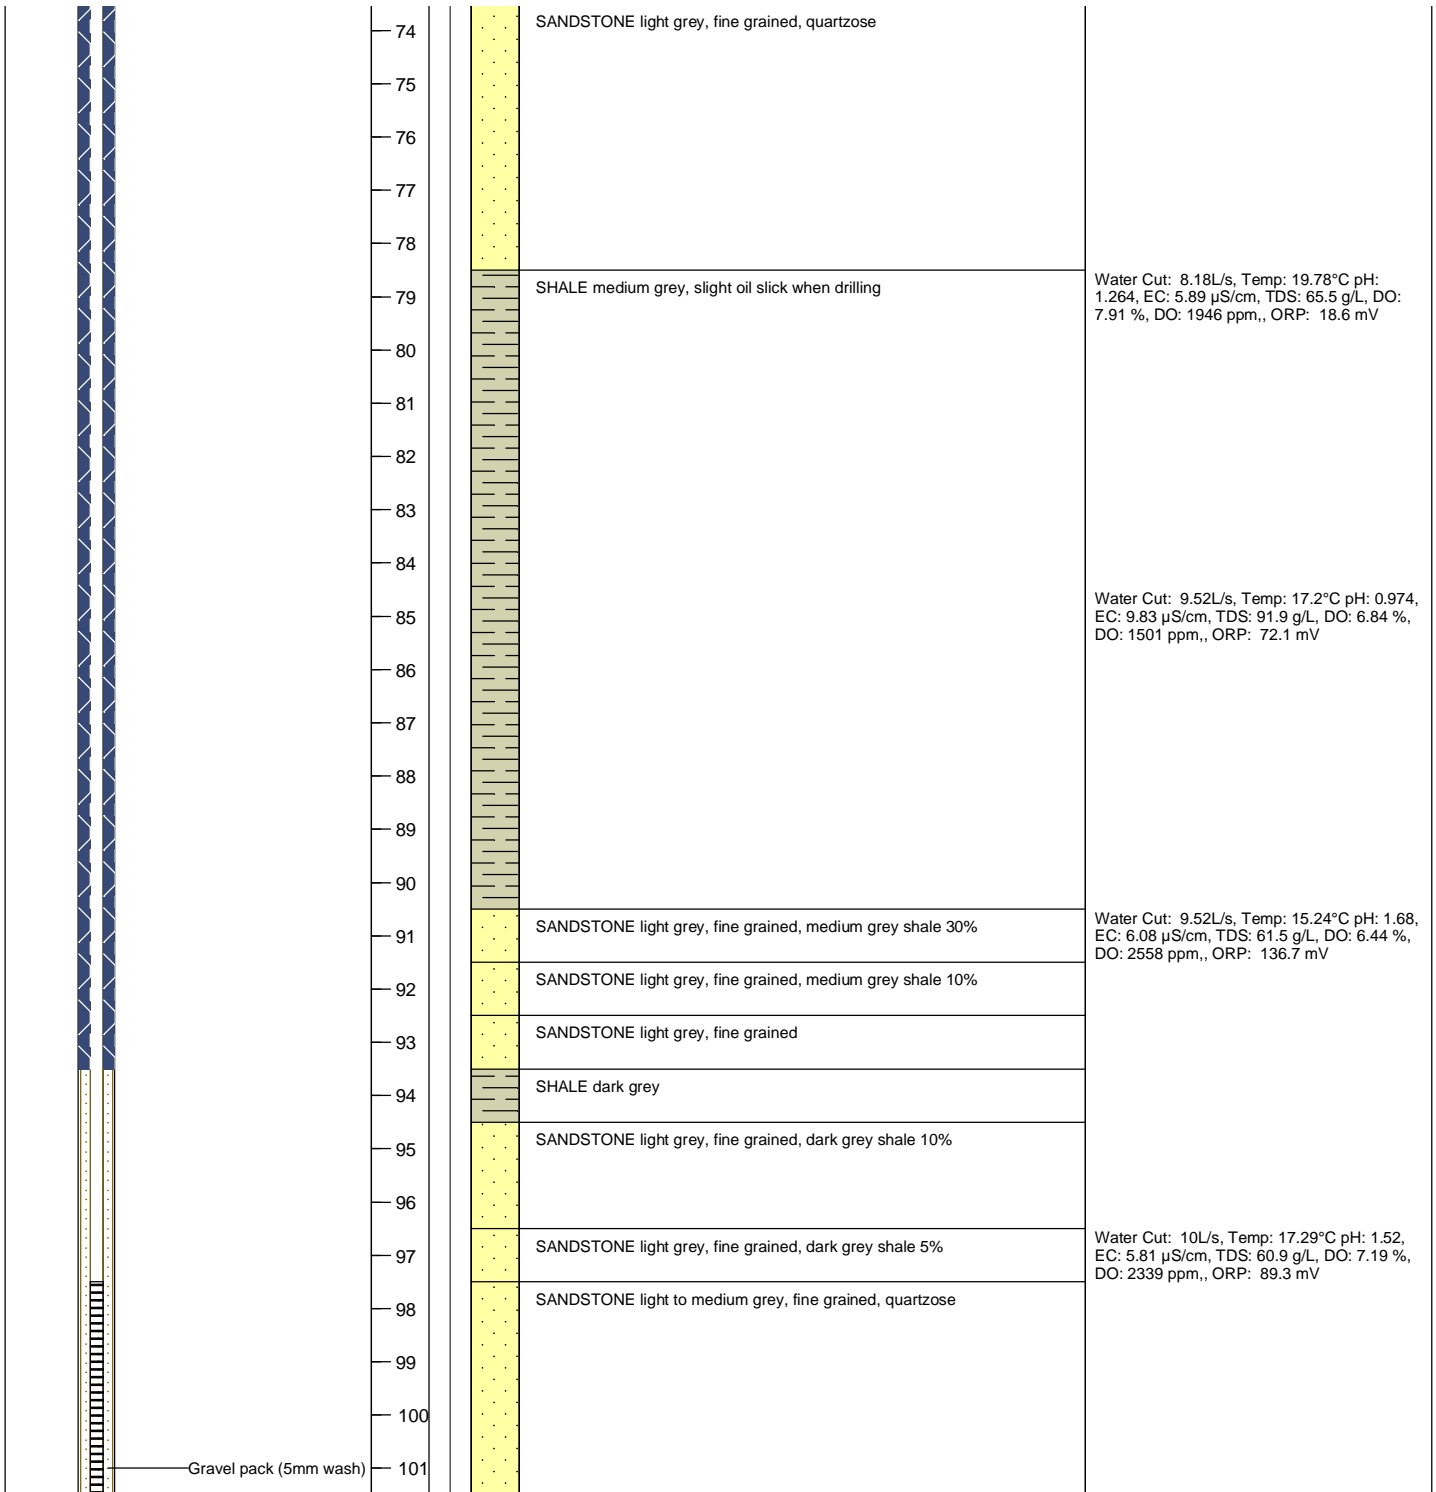 74
SANDSTONE light grey, fine grained, quartzose
75
76
77
78
SHALE medium grey, slight oil slick when drilling
Water Cut:  8.18L/s, Temp: 19.78°C pH:
1.264, EC: 5.89 µS/cm, TDS: 65.5 g/L, DO:
7.91 %, DO: 1946 ppm,, ORP:  18.6 mV
79
80
81
82
83
84
Water Cut:  9.52L/s, Temp: 17.2°C pH: 0.974,
EC: 9.83 µS/cm, TDS: 91.9 g/L, DO: 6.84 %,
DO: 1501 ppm,, ORP:  72.1 mV
85
86
87
88
89
90
SANDSTONE light grey, fine grained, medium grey shale 30%
Water Cut:  9.52L/s, Temp: 15.24°C pH: 1.68,
EC: 6.08 µS/cm, TDS: 61.5 g/L, DO: 6.44 %,
DO: 2558 ppm,, ORP:  136.7 mV
91
SANDSTONE light grey, fine grained, medium grey shale 10%
92
SANDSTONE light grey, fine grained
93
SHALE dark grey
94
SANDSTONE light grey, fine grained, dark grey shale 10%
95
96
SANDSTONE light grey, fine grained, dark grey shale 5%
Water Cut:  10L/s, Temp: 17.29°C pH: 1.52,
EC: 5.81 µS/cm, TDS: 60.9 g/L, DO: 7.19 %,
DO: 2339 ppm,, ORP:  89.3 mV
97
SANDSTONE light to medium grey, fine grained, quartzose
98
99
100
Gravel pack (5mm wash)
101